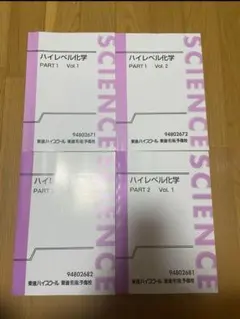 SCIENCE
ハイレベル化学
PART 1 Vol. 1
94802671
東進ハイスクール 東進衛星予備校
SCIENCE
ハイレベル化学
PART 1 Vol. 2
94802672
東進ハイスクール 東進衛星予備校
SCIENCE
ハイレベル化学
PART
94802682
東進ハイスクール 東進衛星予備校
SCIENCE
ハイレベル化学
PART 2 Vol. 1
94802681
東進ハイスクール 東進衛星予備校